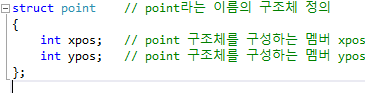 struct point    // point라는 이름의 구조체 정의
{
    int xpos;   // point 구조체를 구성하는 멤버 xpos
    int ypos;   // point 구조체를 구성하는 멤버 ypos
};